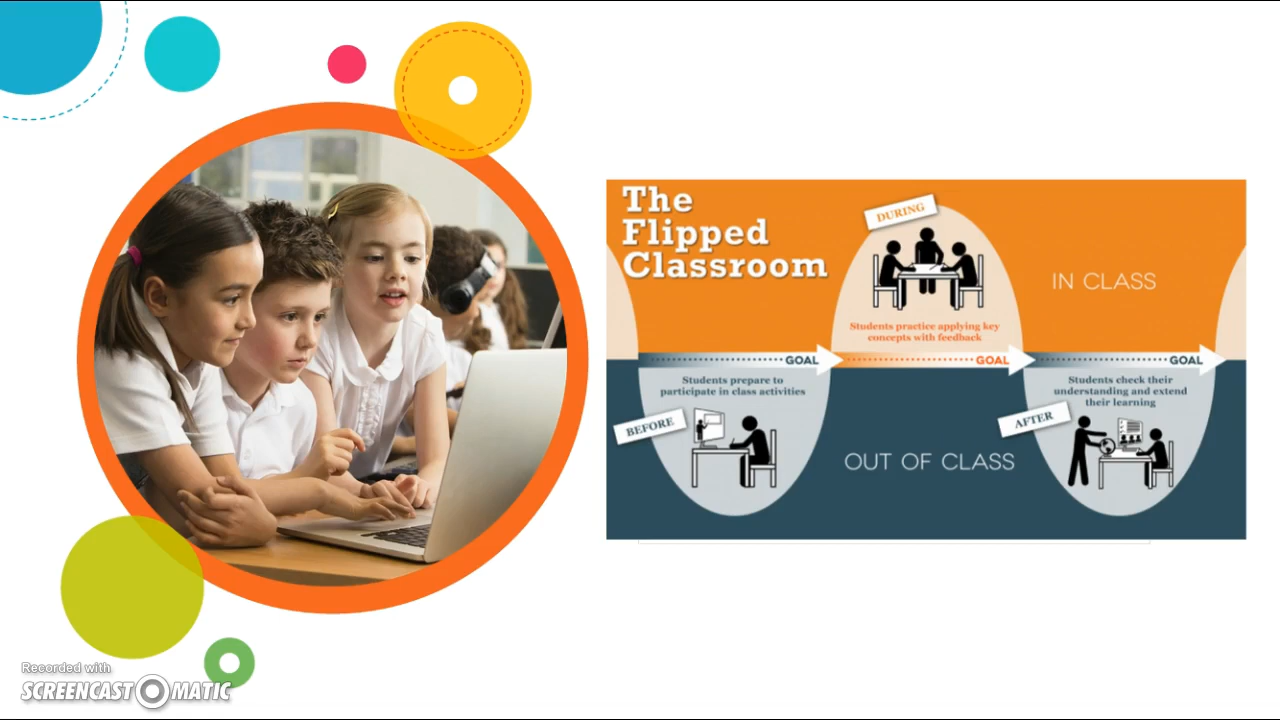 The
Flipped
Classroom
DURING
IN CLASS
Students practice applying key
concepts with feedback
GOAL
GOAL
GOAL
Students prepare to
participate in class activities
BEFORE
OUT OF CLASS
Students check their
understanding and extend
their learning
AFTER
Recorded with
SCREENCAST MATIC